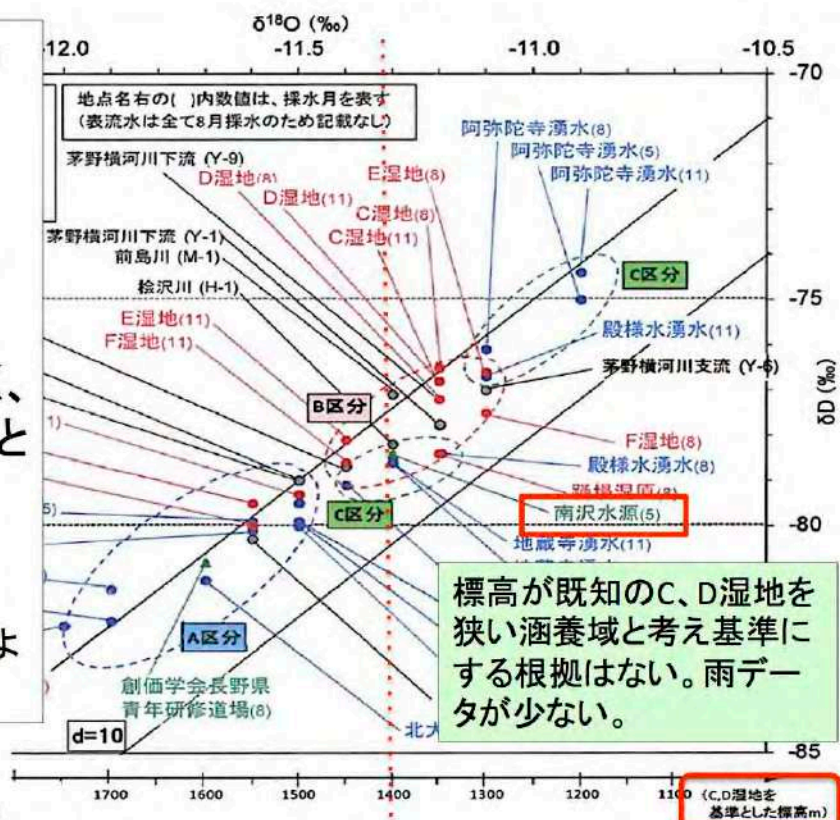 δ¹⁸O (‰)
-12.0
-11.5
-11.0
-10.5
-70
地点名右の( )内数値は、採水月を表す
(表流水は全て8月採水のため記載なし)
阿弥陀寺湧水(8)
阿弥陀寺湧水(5)
阿弥陀寺湧水(11)
茅野横河川下流 (Y-9)
D湿地(8)
D湿地(11)
E湿地(8)
C湿地(8)
C湿地(11)
茅野横河川下流 (Y-1)
前島川 (M-1)
桧沢川 (H-1)
C区分
-75
E湿地(11)
F湿地(11)
殿様水湧水(11)
茅野横河川支流 (Y-6)
δD (‰)
B区分
、
と
1)
F湿地(8)
殿様水湧水(8)
踊場湿原(8)
5)
C区分
南沢水源(5)
-80
地蔵寺湧水(11)
標高が既知のC、D湿地を
狭い涵養域と考え基準に
する根拠はない。雨デー
タが少ない。
A区分
ょ
創価学会長野県
青年研修道場(8)
北大
d=10
-85
1700
1600
1500
1400
1300
1200
1100
(C,D湿地を
基準とした標高m)